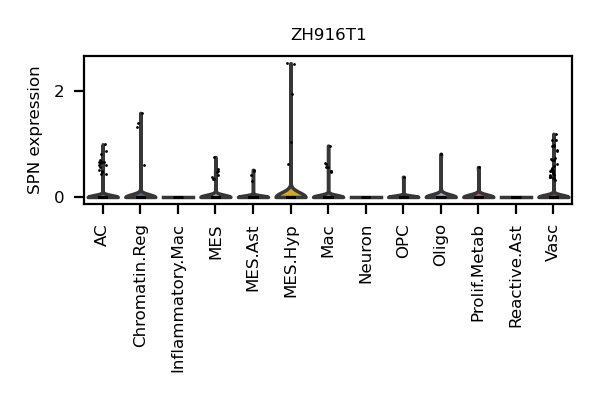 ZH916T1
SPN expression
2
0
AC
Chromatin.Reg
Inflammatory.Mac
MES
MES.Ast
MES.Hyp
Mac
Neuron
OPC
Oligo
Prolif.Metab
Reactive.Ast
Vasc